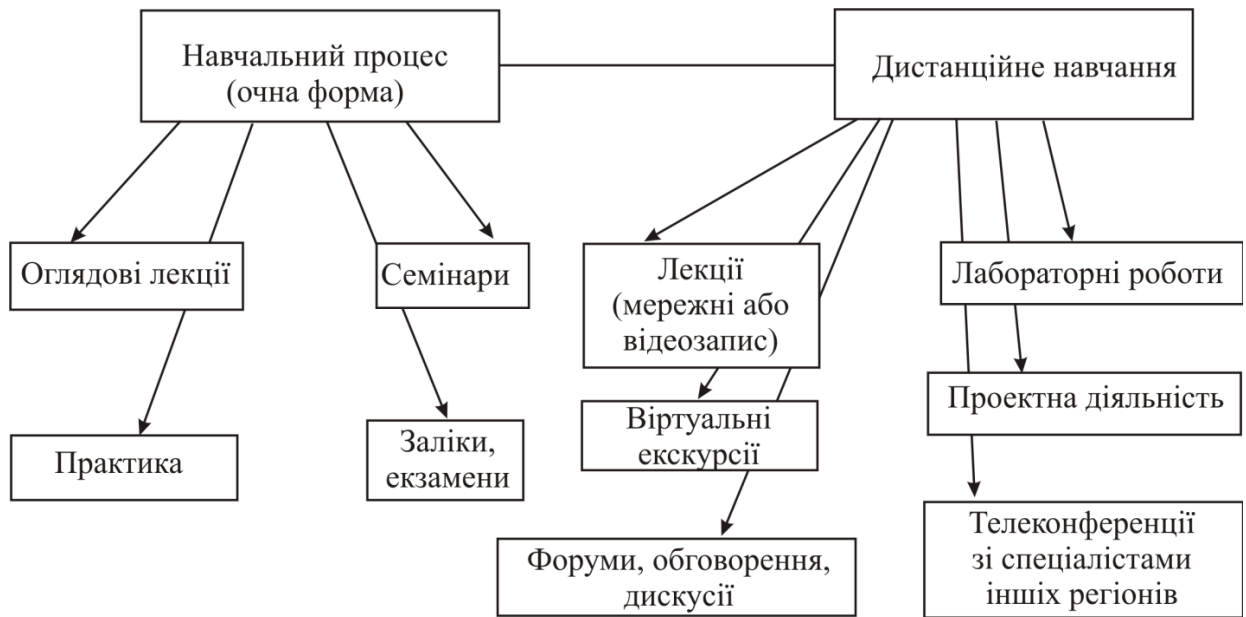 Навчальний процес
(очна форма)
Дистанційне навчання
Оглядові лекції
Семінари
Лекції
(мережні або
відеозапис)
Лабораторні роботи
Практика
Заліки,
екзамени
Віртуальні
екскурсії
Проектна діяльність
Форуми, обговорення,
дискусії
Телеконференції
зі спеціалістами
іншіх регіонів